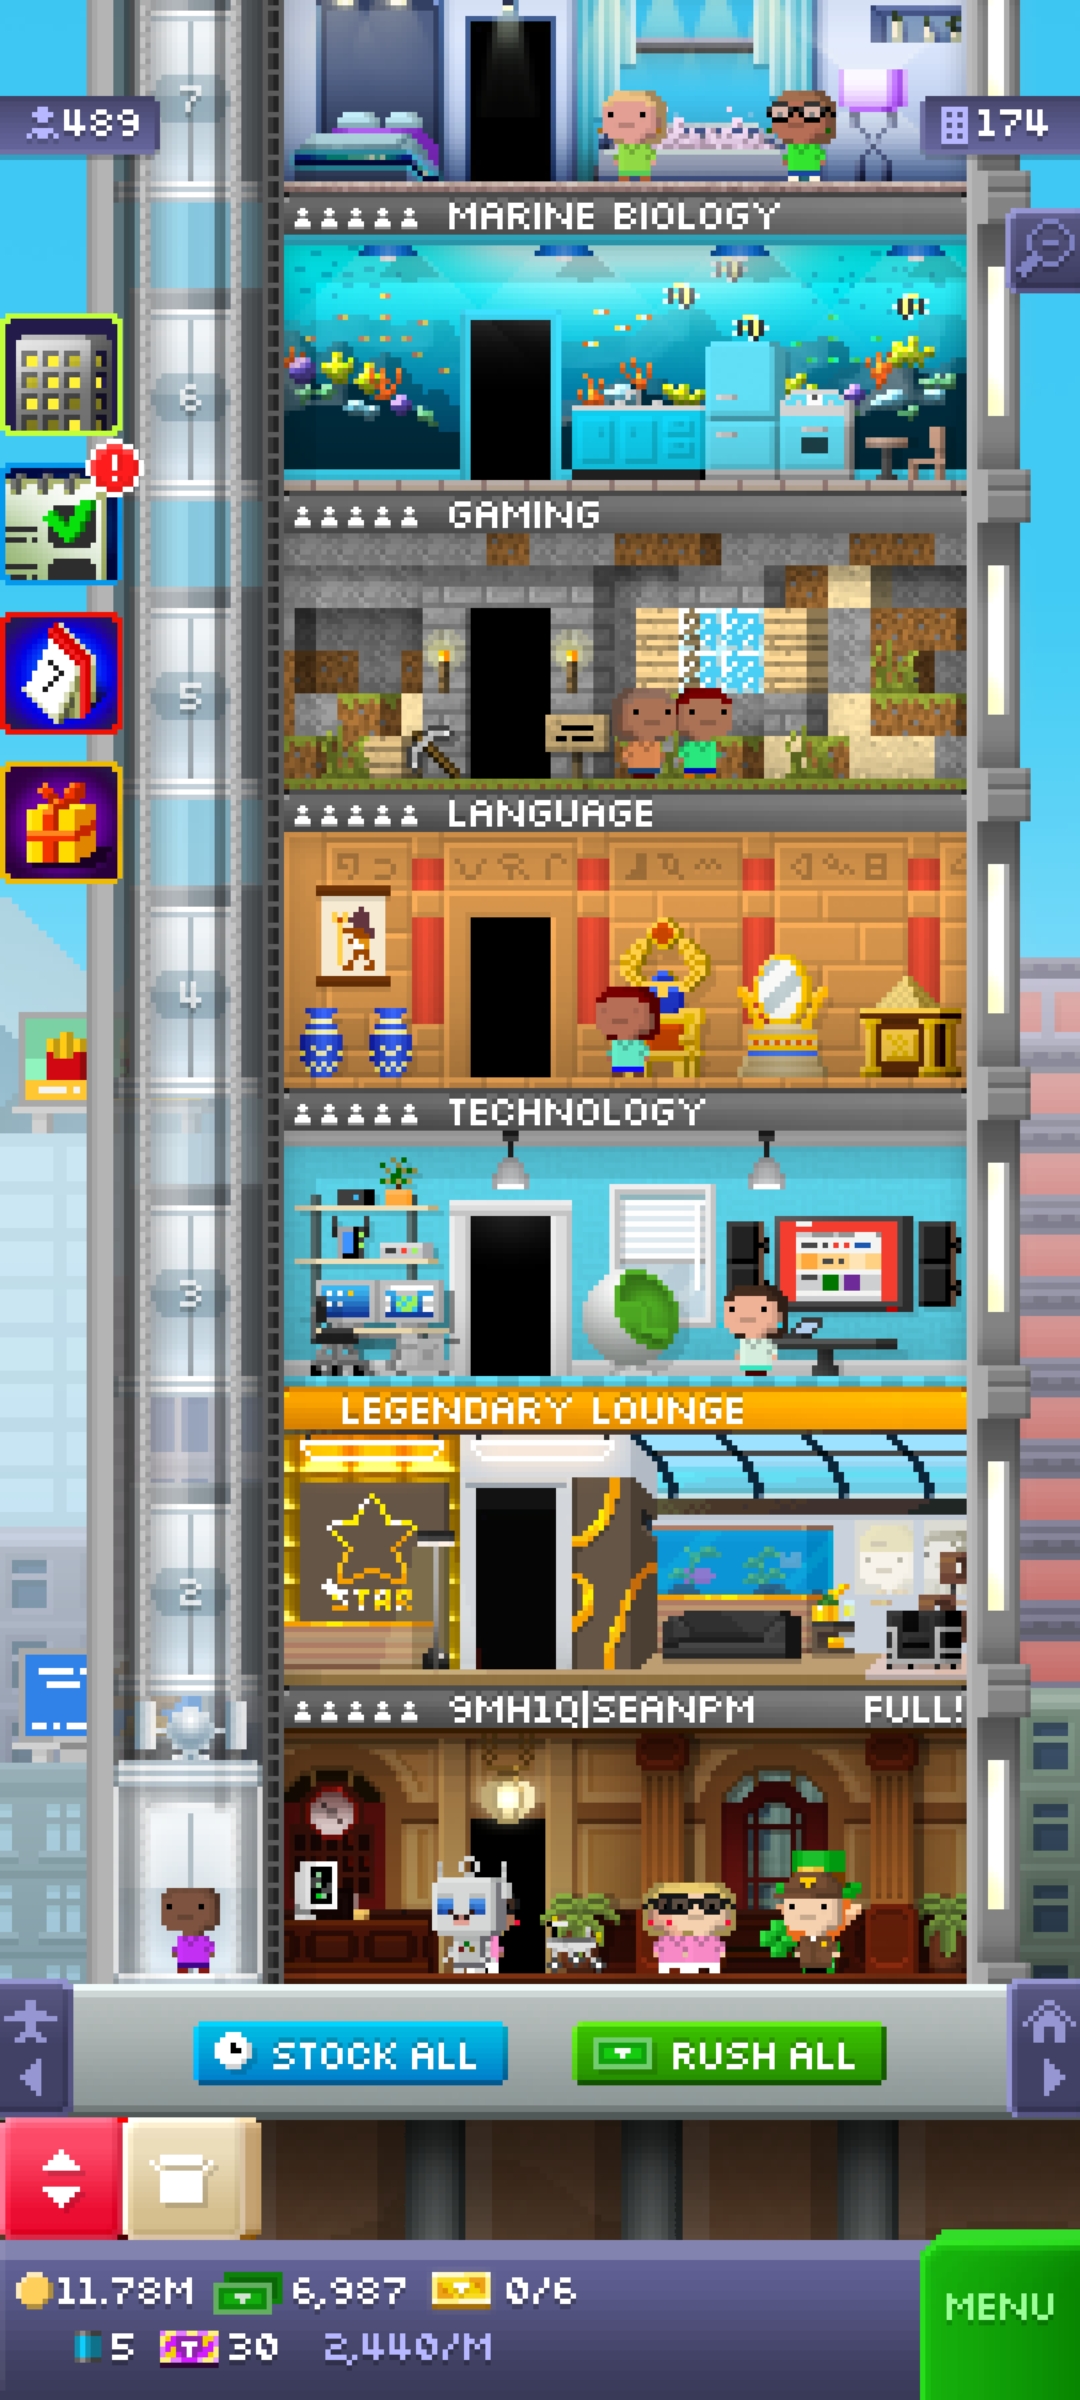 7
489
174
MARINE BIOLOGY
6
GAMING
5
LANGUAGE
4
TECHNOLOGY
3
LEGENDARY LOUNGE
STAR
2
9MH1Q|SEANPM FULL!
STOCK ALL
RUSH ALL
11.78M 6,987 0/6
MENU
5 30 2,440/M